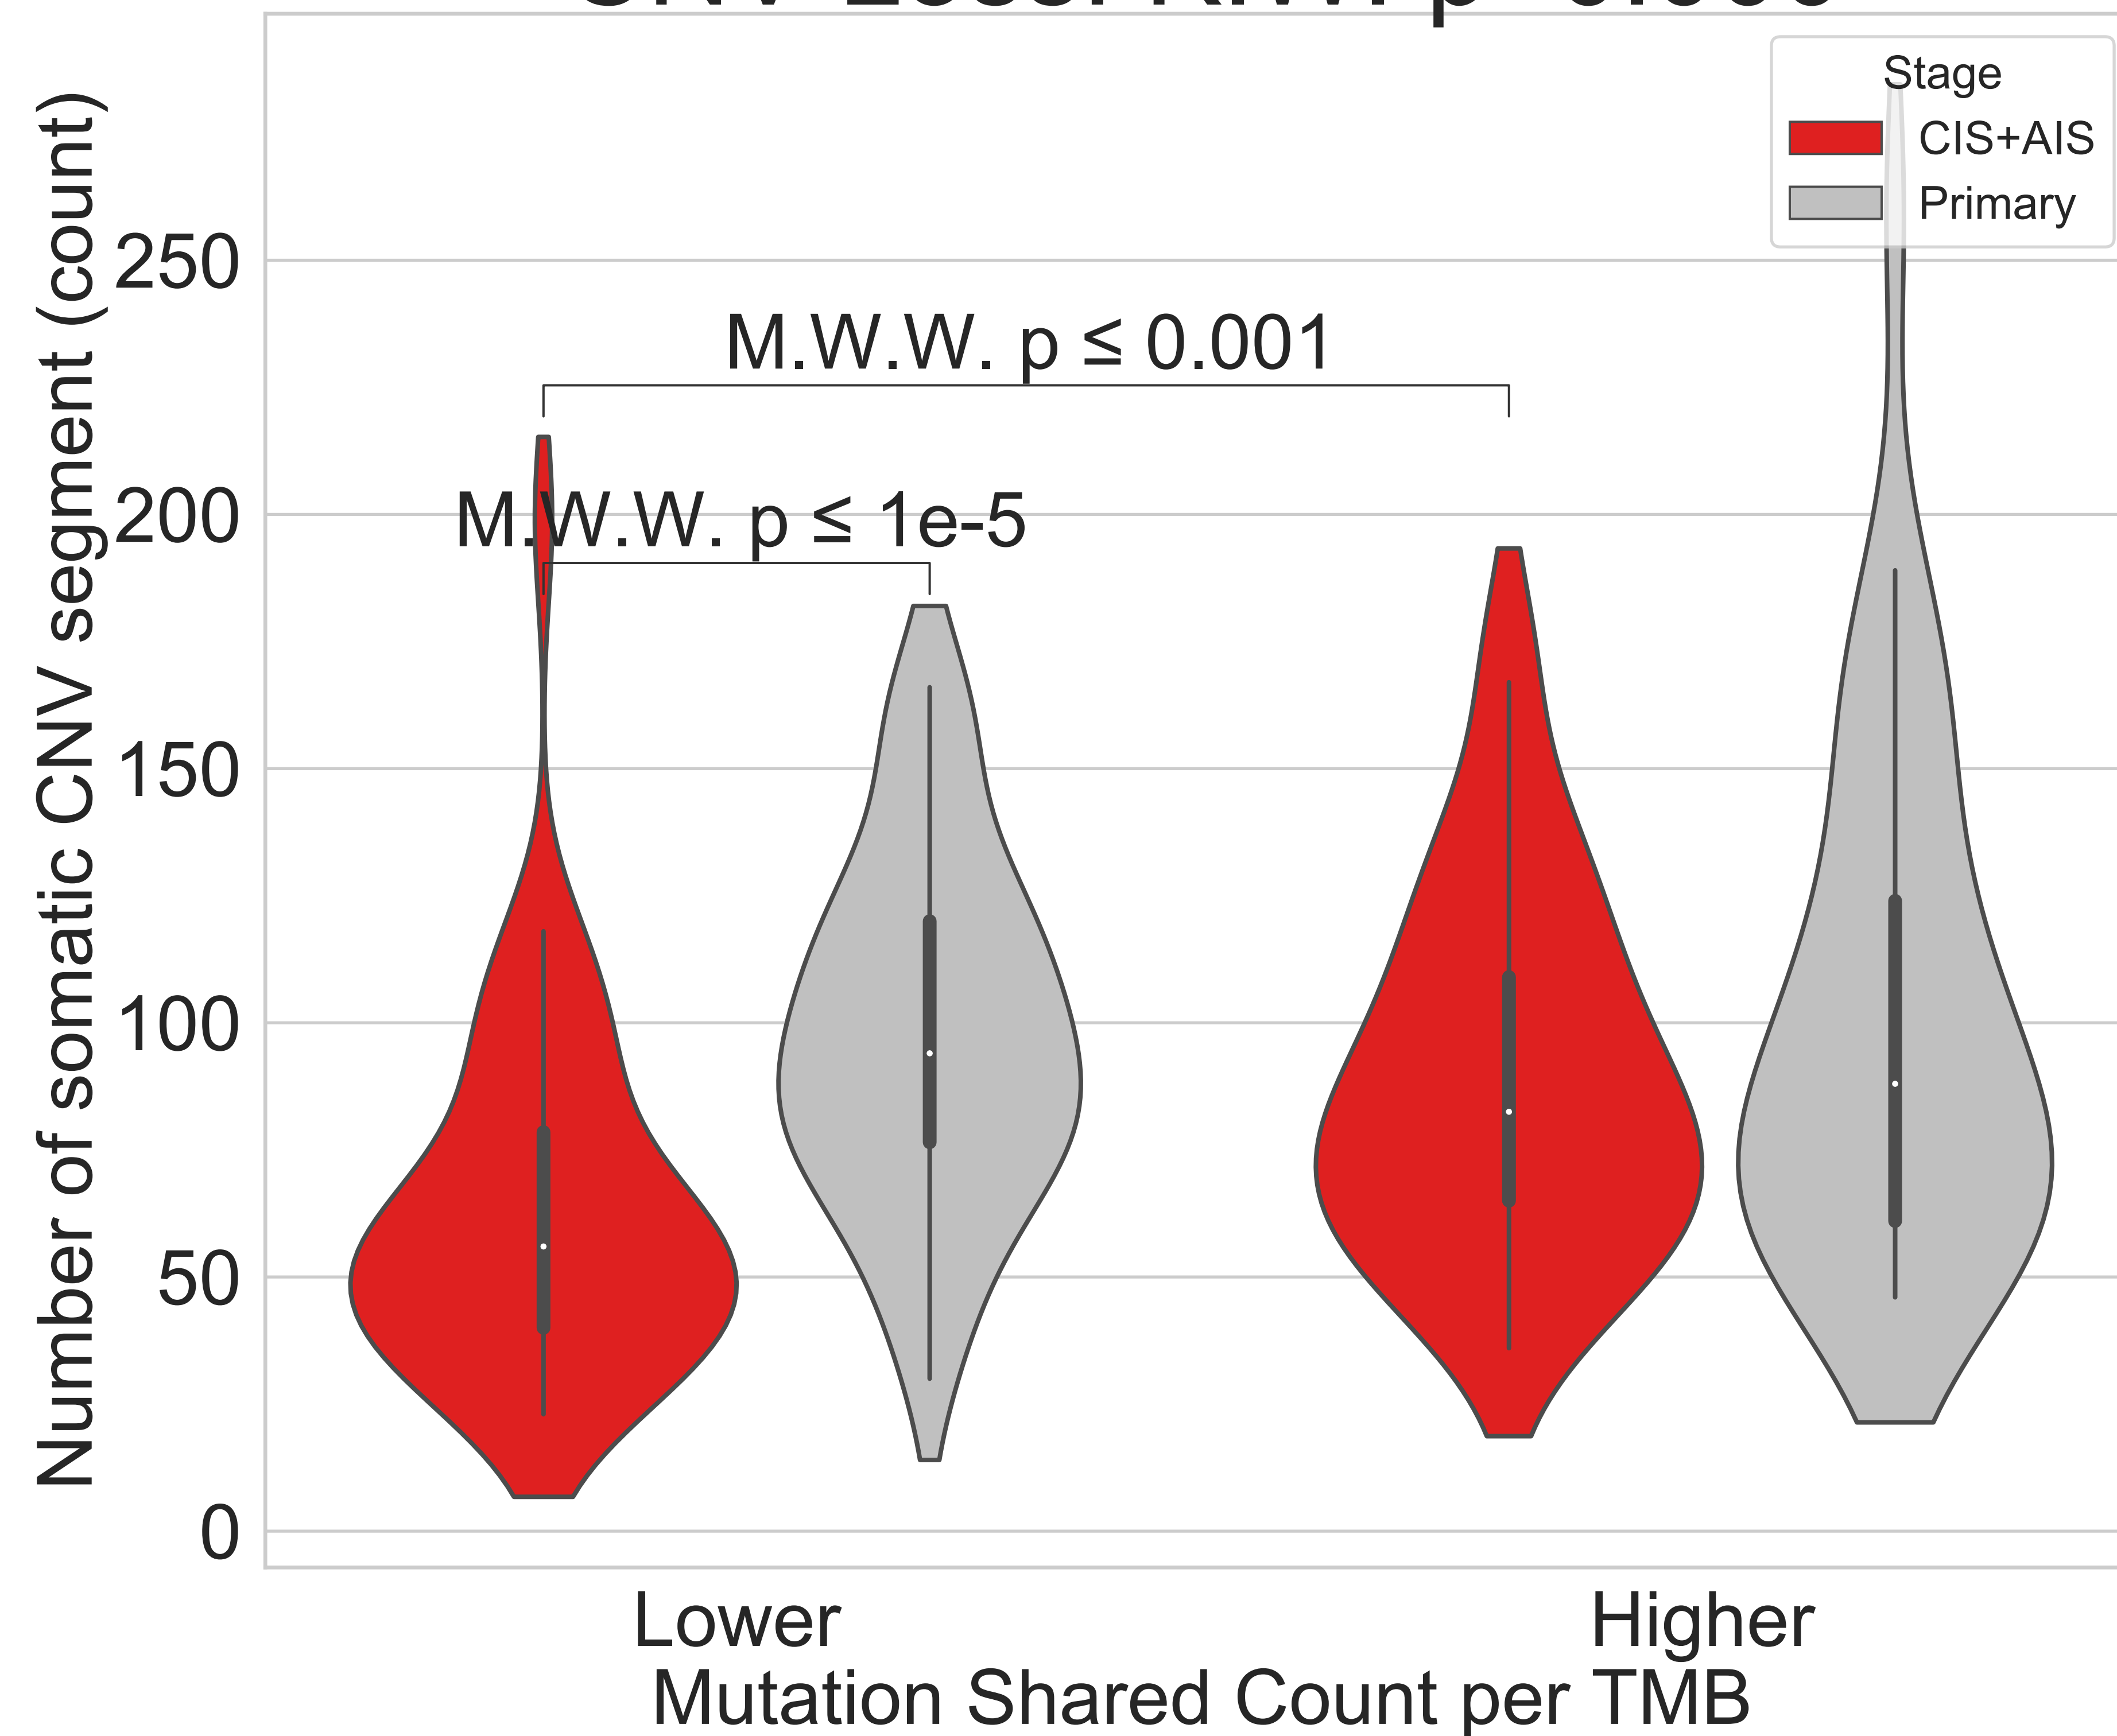 Stage
CIS+AIS
Primary
Number of somatic CNV segment (count)
250
200
150
100
50
0
M.W.W. p ≤ 0.001
M.W.W. p ≤ 1e-5
Lower
Higher
Mutation Shared Count per TMB